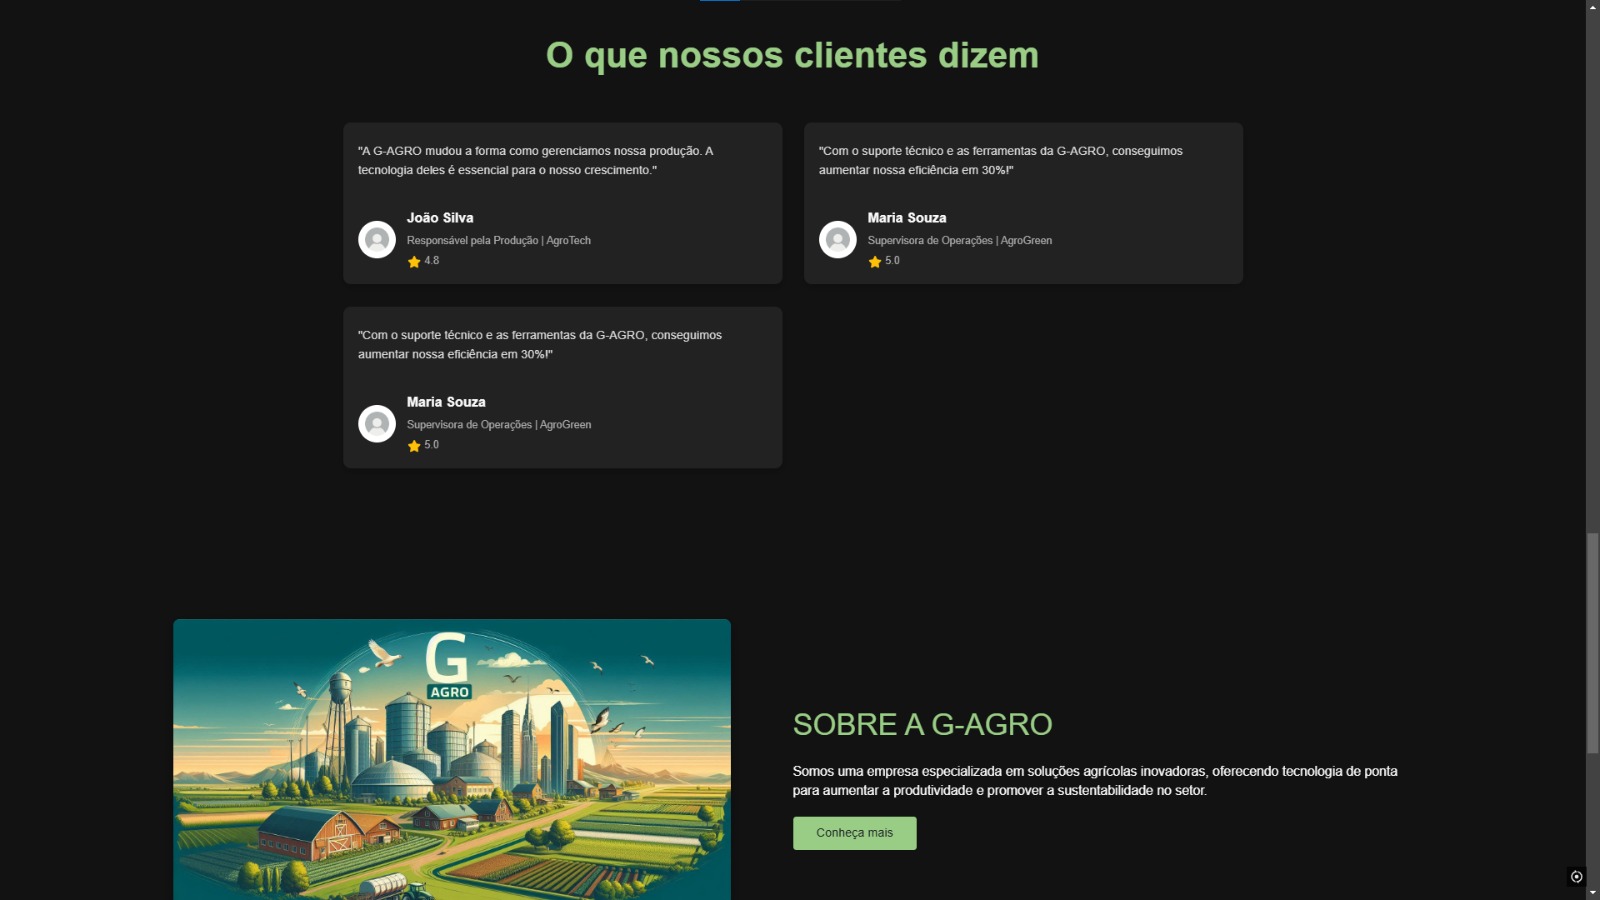 O que nossos clientes dizem
"A G-AGRO mudou a forma como gerenciamos nossa produção. A
tecnologia deles é essencial para o nosso crescimento."
João Silva
Responsável pela Produção | AgroTech
4.8
"Com o suporte técnico e as ferramentas da G-AGRO, conseguimos
aumentar nossa eficiência em 30%!"
Maria Souza
Supervisora de Operações | AgroGreen
5.0
"Com o suporte técnico e as ferramentas da G-AGRO, conseguimos
aumentar nossa eficiência em 30%!"
Maria Souza
Supervisora de Operações | AgroGreen
5.0
G
AGRO
SOBRE A G-AGRO
Somos uma empresa especializada em soluções agrícolas inovadoras, oferecendo tecnologia de ponta
para aumentar a produtividade e promover a sustentabilidade no setor.
Conheça mais